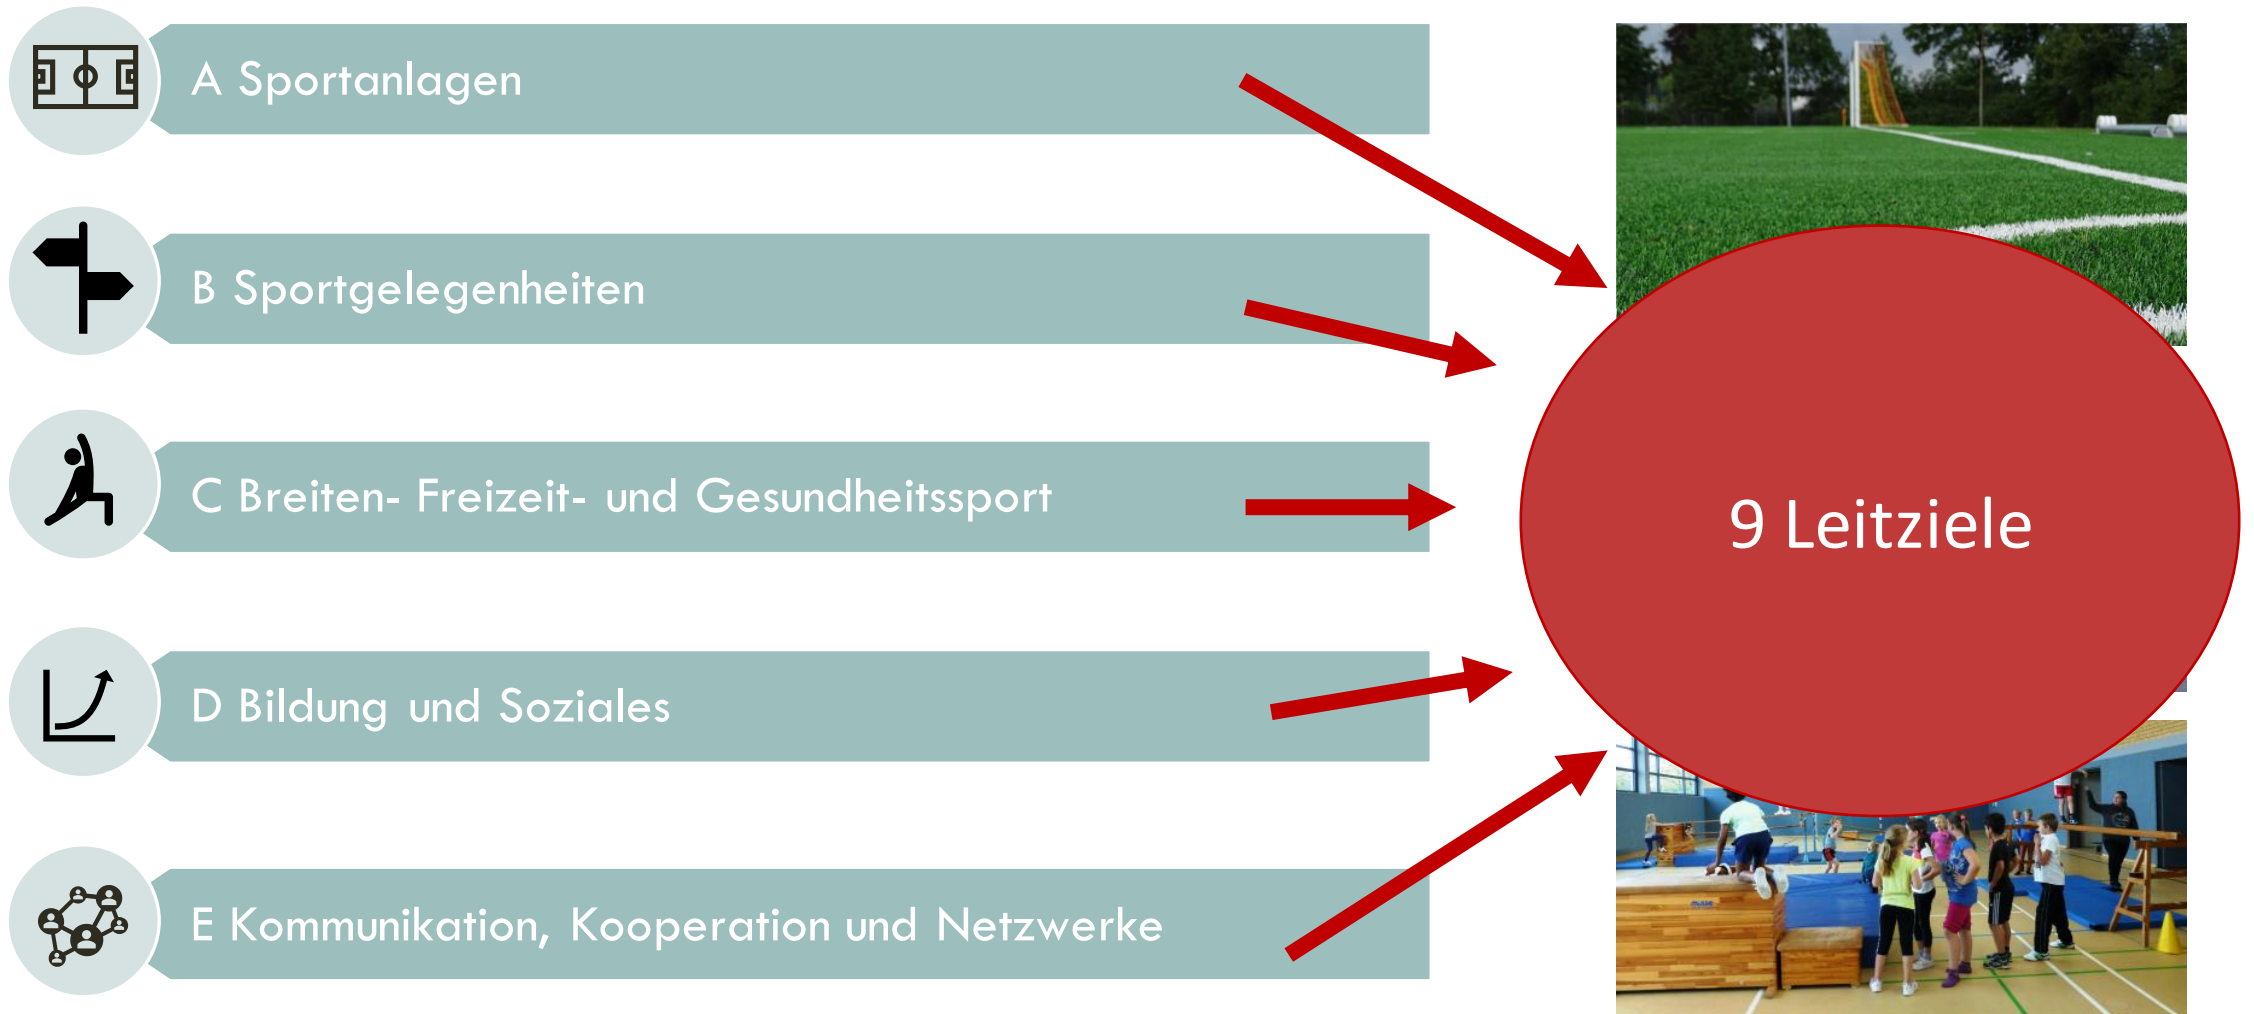 A Sportanlagen
B Sportgelegenheiten
C Breiten- Freizeit- und Gesundheitssport
D Bildung und Soziales
E Kommunikation, Kooperation und Netzwerke
9 Leitziele